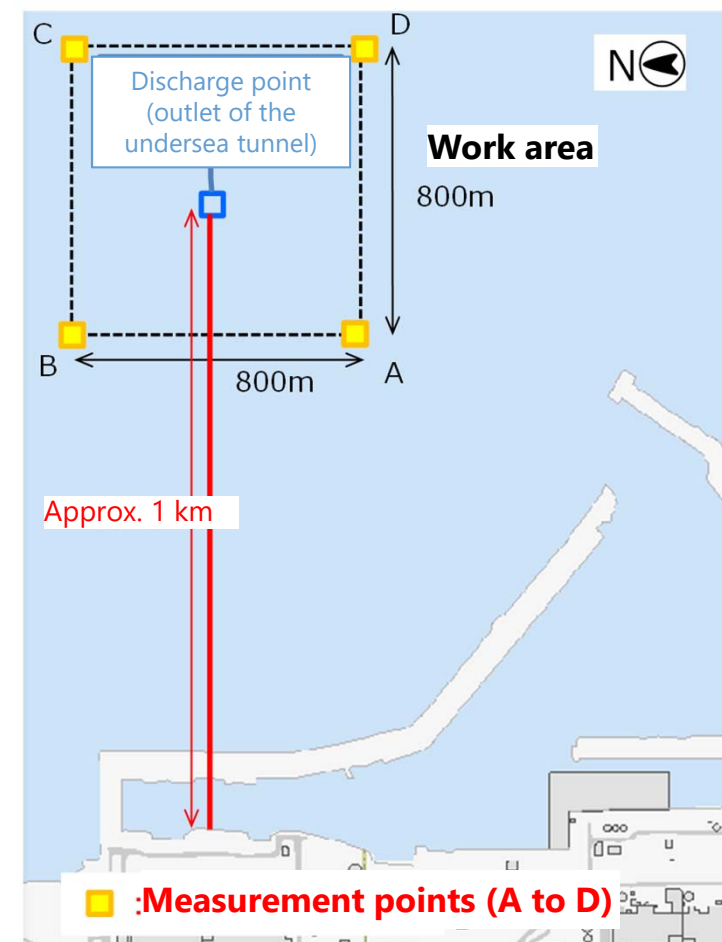 C
D
N
Discharge point
(outlet of the
undersea tunnel)
Work area
800m
B
A
800m
Approx. 1 km
:Measurement points (A to D)